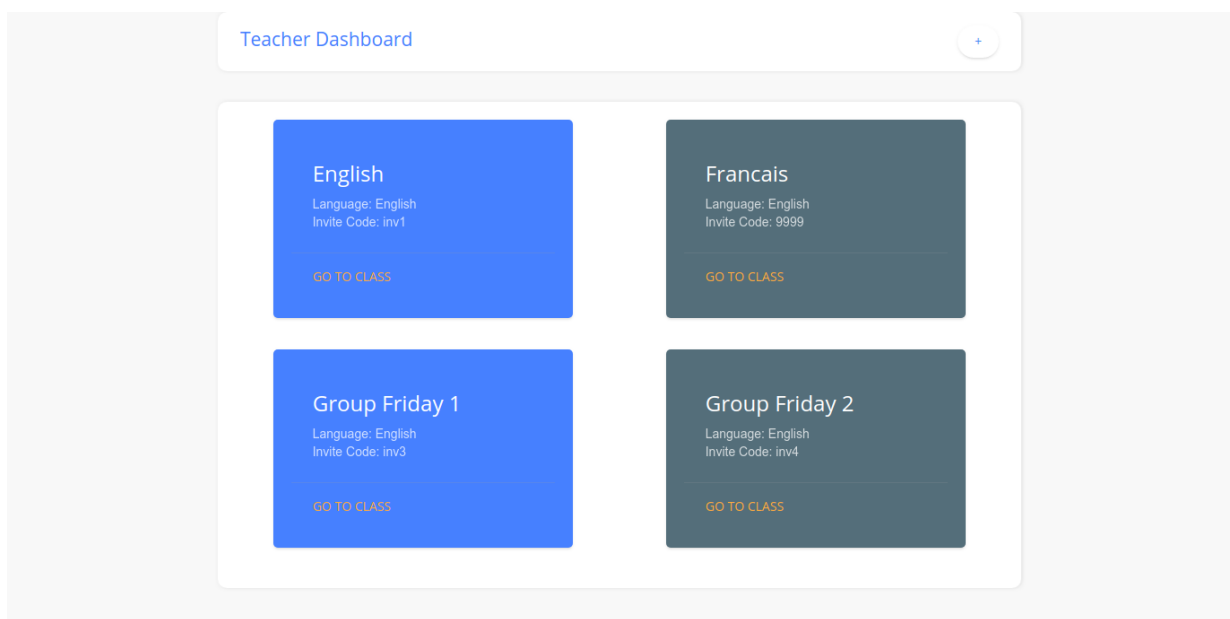 Teacher Dashboard
+
English
Language: English
Invite Code: inv1
GO TO CLASS
Francais
Language: English
Invite Code: 9999
GO TO CLASS
Group Friday 1
Language: English
Invite Code: inv3
GO TO CLASS
Group Friday 2
Language: English
Invite Code: inv4
GO TO CLASS